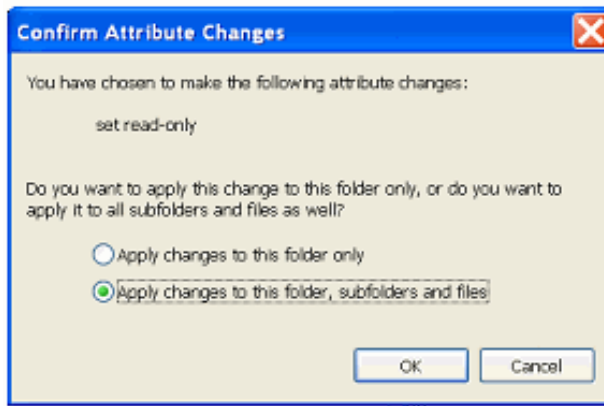 Confirm Attribute Changes
You have chosen to make the following attribute changes:
set read-only
Do you want to apply this change to this folder only, or do you want to
apply it to all subfolders and files as well?
Apply changes to this folder only
Apply changes to this folder, subfolders and files
OK Cancel